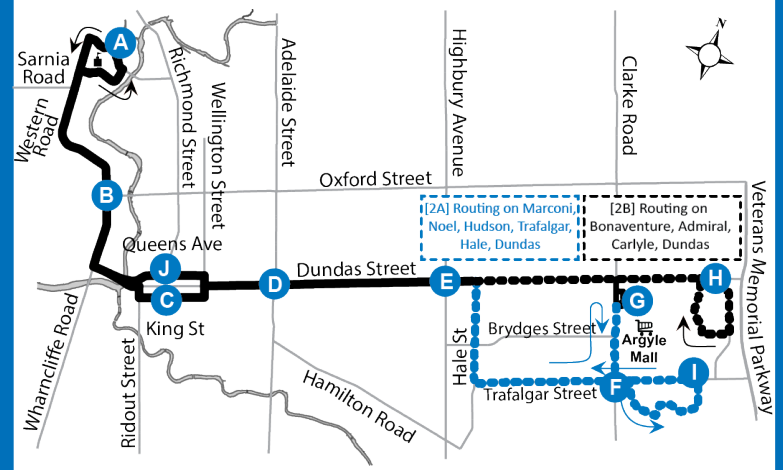 N
A
Sarnia
Road
Western
Road
Richmond Street
Wellington Street
Adelaide Street
Highbury Avenue
Clarke Road
B
Oxford Street
[2A] Routing on Marconi,
Noel, Hudson, Trafalgar,
Hale, Dundas
[2B] Routing on
Bonaventure, Admiral,
Carlyle, Dundas
Veterans Memorial Parkway
Queens Ave
J
C
King St
D
Dundas Street
E
G
H
Brydges Street
Argyle
Mall
Hale St
Wharncliffe Road
Ridout Street
Hamilton Road
Trafalgar Street
F
I